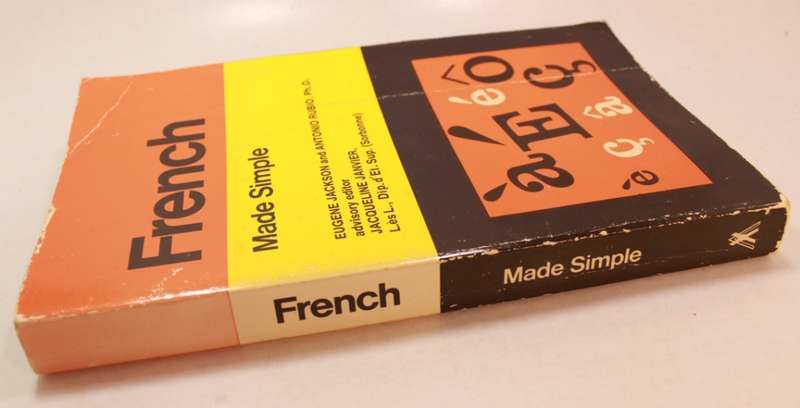 French
Made Simple
EUGENE JACKSON and ANTONIO RUBIO, Ph.D.
advisory editor
JACQUELINE JANVIER,
Lès L., Dip. d'Et. Sup. (Sorbonne)
é ô
à É ç
è ç â
French Made Simple